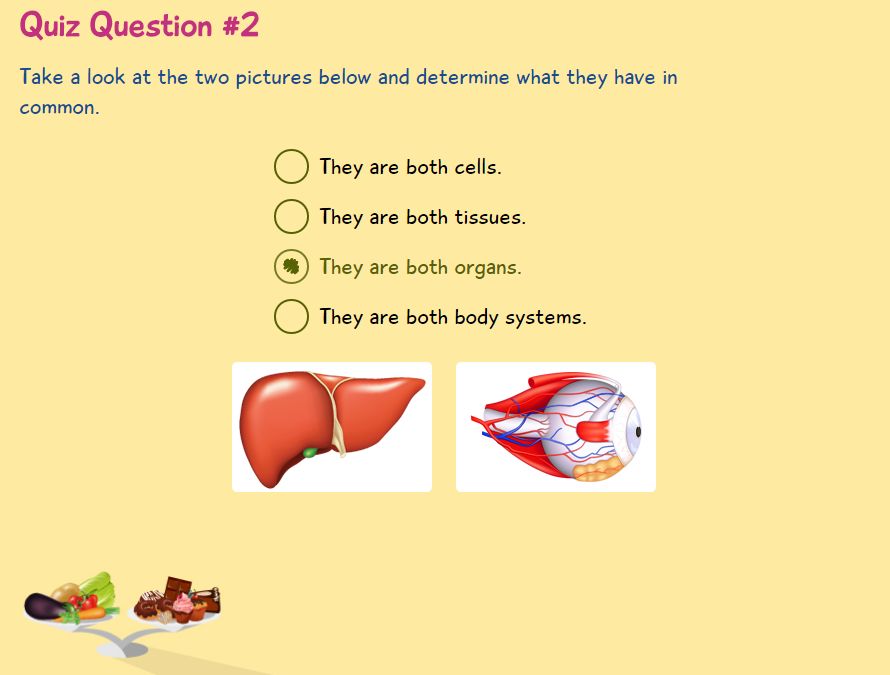 Quiz Question #2
Take a look at the two pictures below and determine what they have in
common.
They are both cells.
They are both tissues.
They are both organs.
They are both body systems.